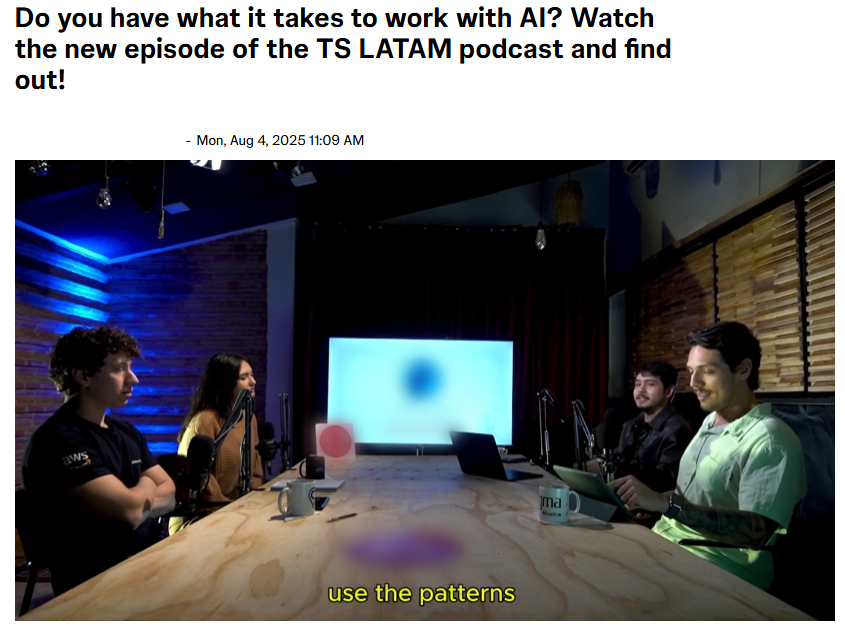 Do you have what it takes to work with AI? Watch
the new episode of the TS LATAM podcast and find
out!
- Mon, Aug 4, 2025 11:09 AM
aws
use the patterns